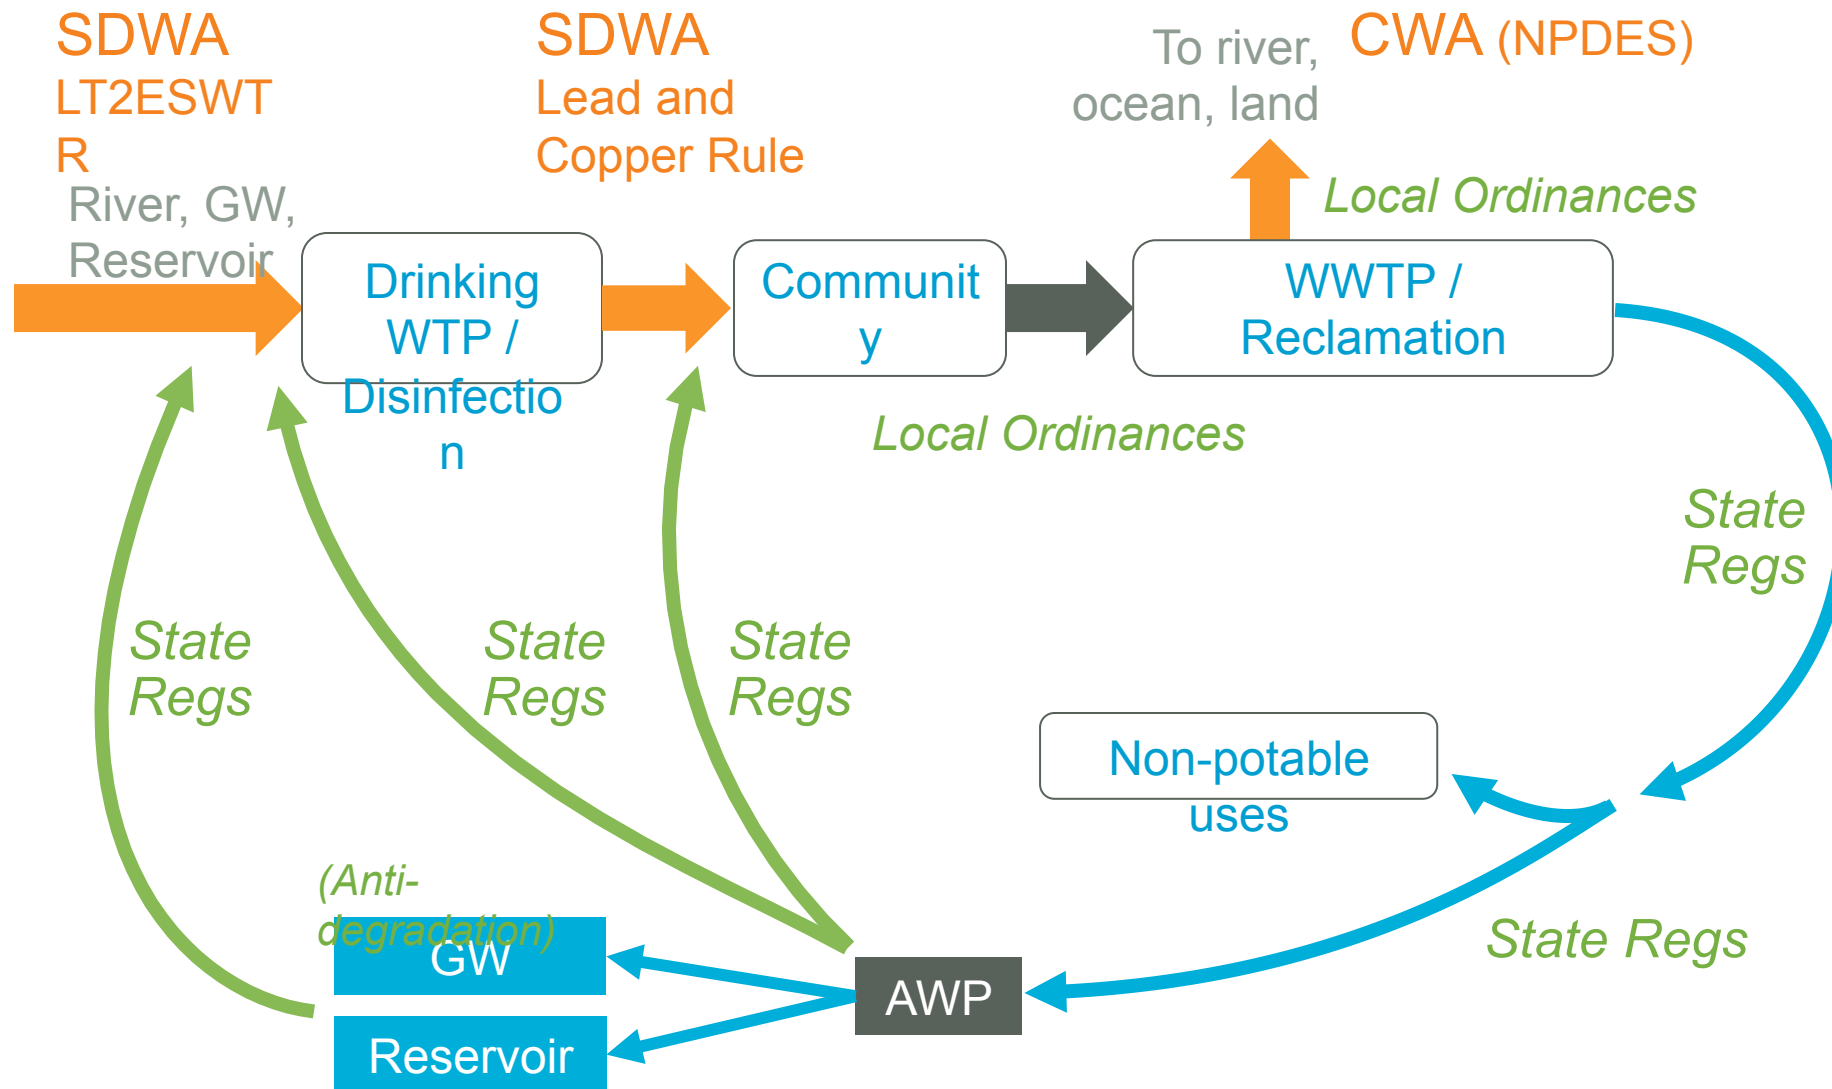 SDWA
LT2ESWT
R
River, GW,
Reservoir
SDWA
Lead and
Copper Rule
To river,
ocean, land
CWA (NPDES)
Local Ordinances
Drinking
WTP /
Disinfectio
n
Communit
y
WWTP /
Reclamation
Local Ordinances
State
Regs
State
Regs
State
Regs
State
Regs
Non-potable
uses
(Anti-
degradation)
GW
Reservoir
AWP
State Regs